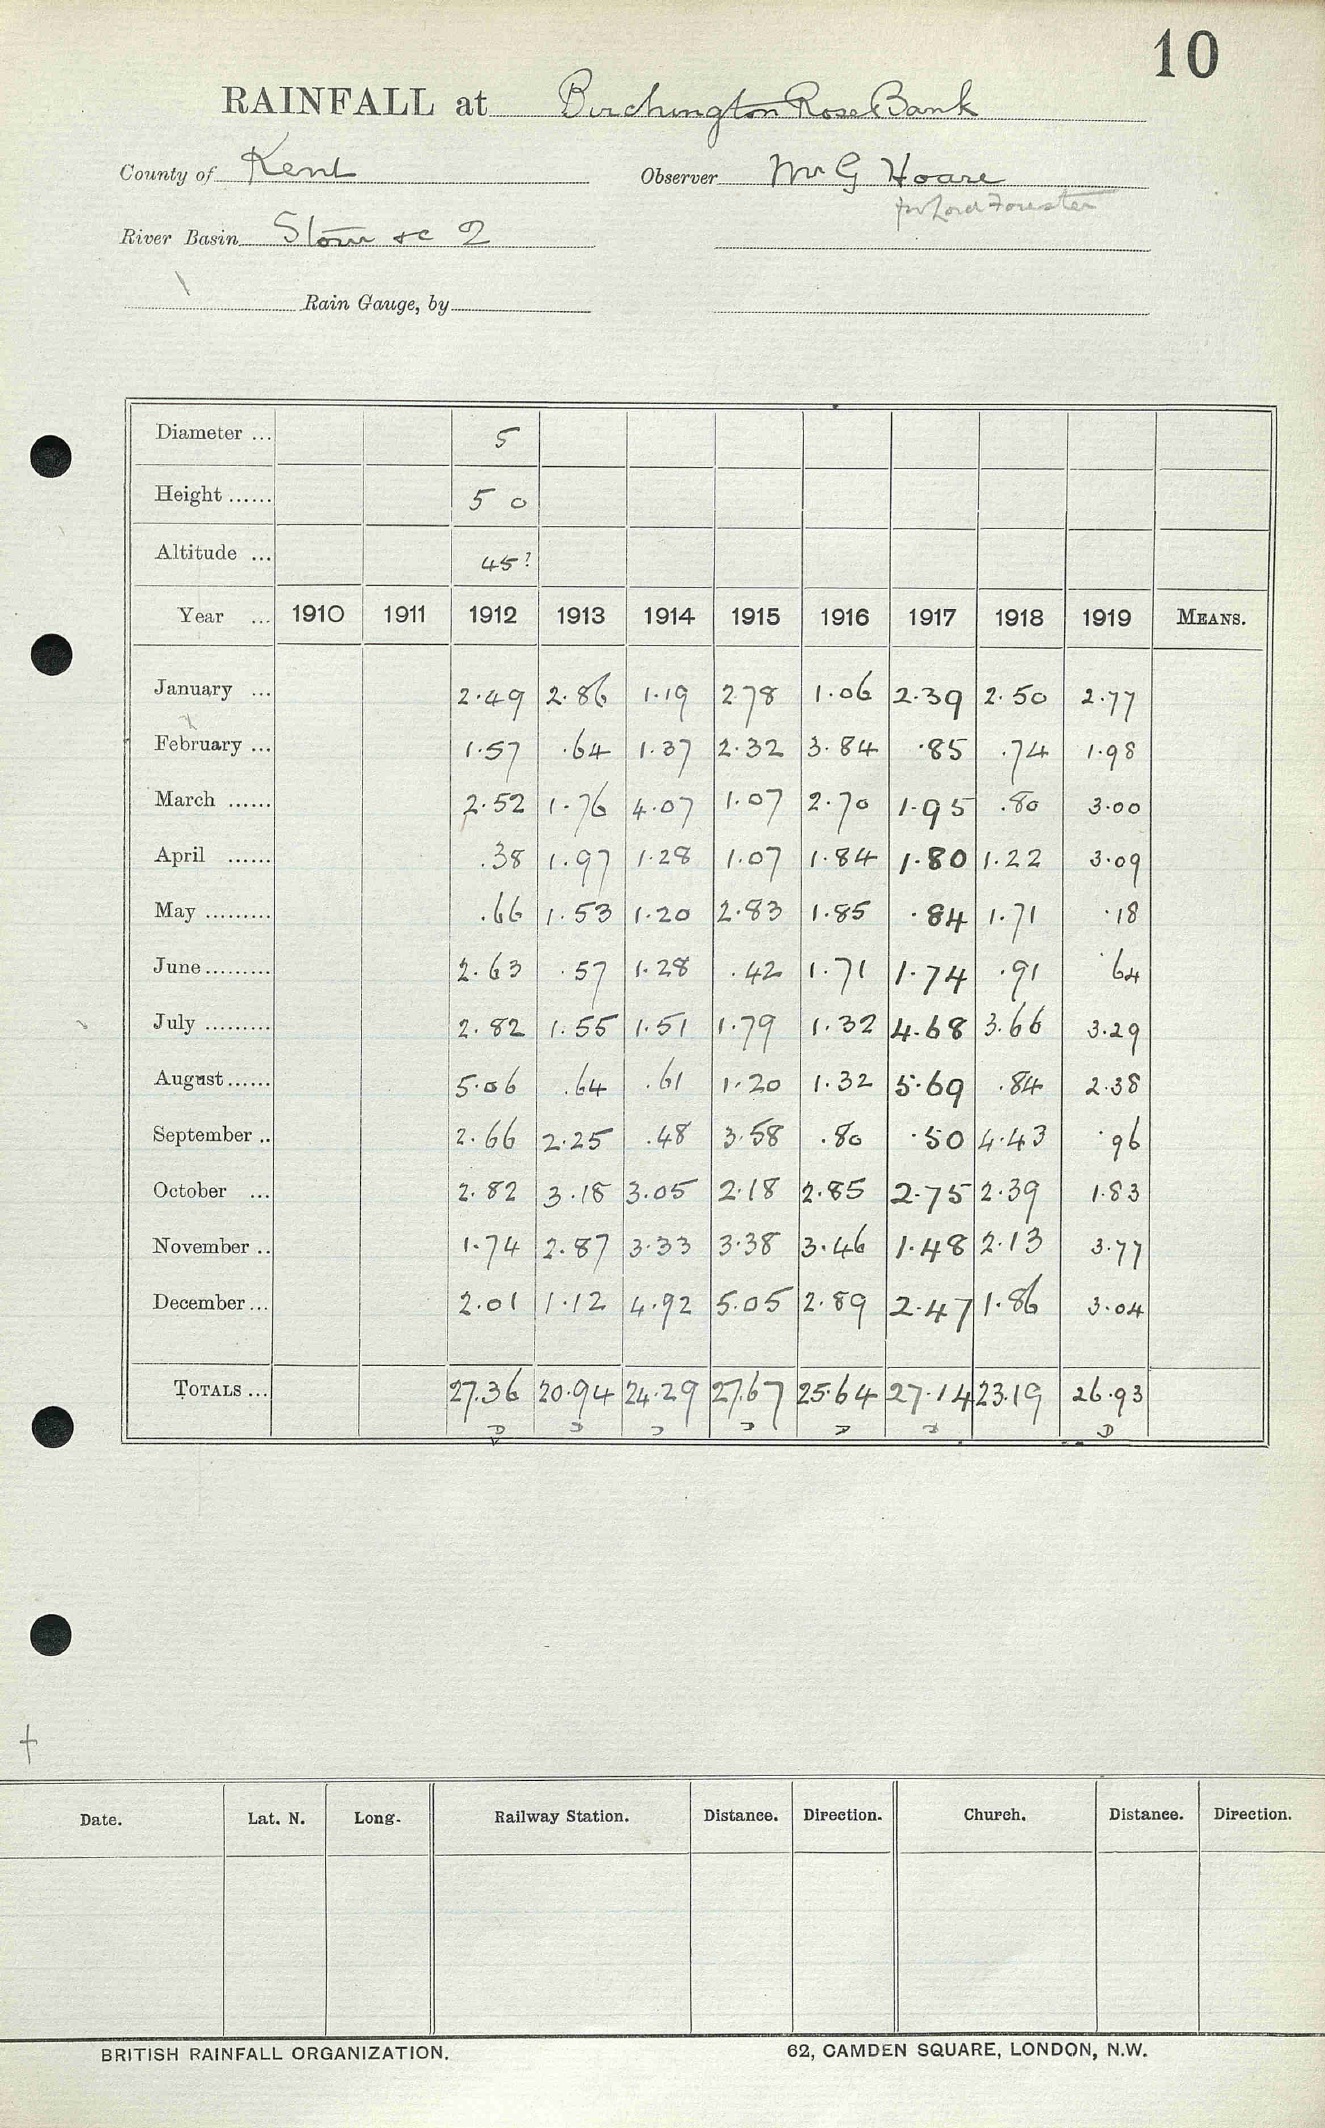 10
RAINFALL at Birchington Rose Bank
County of Kent Observer Mr G Hoare
for Lord Forester
River Basin Stour &c 2
Rain Gauge, by
Diameter ... 5
Height ...... 5 0
Altitude ... 45?
Year ... 1910 1911 1912 1913 1914 1915 1916 1917 1918 1919 MEANS.
January ... 2.49 2.86 1.19 2.78 1.06 2.39 2.50 2.77
February ... 1.57 .64 1.37 2.32 3.84 .85 .74 1.98
March ...... 2.52 1.76 4.07 1.07 2.70 1.95 .80 3.00
April ...... .38 1.97 1.28 1.07 1.84 1.80 1.22 3.09
May ......... .66 1.53 1.20 2.83 1.85 .84 1.71 .18
June ......... 2.63 .57 1.28 .42 1.71 1.74 .91 .64
July ......... 2.82 1.55 1.51 1.79 1.32 4.68 3.66 3.29
August ...... 5.06 .64 .61 1.20 1.32 5.69 .84 2.38
September .. 2.66 2.25 .48 3.58 .80 .50 4.43 .96
October ... 2.82 3.18 3.05 2.18 2.85 2.75 2.39 1.83
November .. 1.74 2.87 3.33 3.38 3.46 1.48 2.13 3.77
December ... 2.01 1.12 4.92 5.05 2.89 2.47 1.86 3.04
TOTALS ... 27.36 20.94 24.29 27.67 25.64 27.14 23.19 26.93
D D D D D D D
Date. Lat. N. Long. Railway Station. Distance. Direction. Church. Distance. Direction.
BRITISH RAINFALL ORGANIZATION. 62, CAMDEN SQUARE, LONDON, N.W.